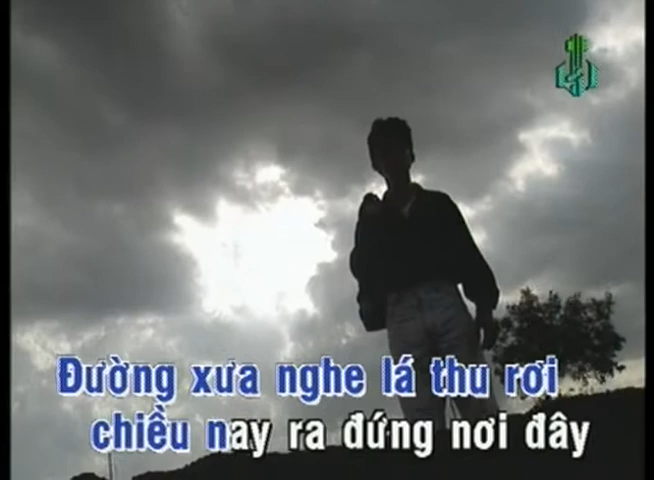 Đường xưa nghe lá thu rơi
chiều nay ra đứng nơi đây